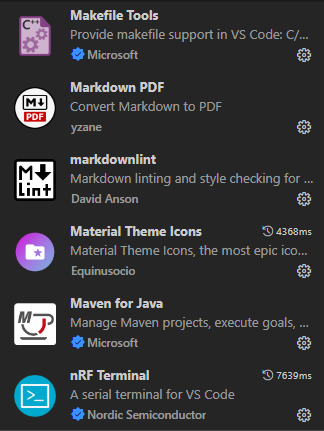 C++
Makefile Tools
Provide makefile support in VS Code: C/...
Microsoft
M
PDF
Markdown PDF
Convert Markdown to PDF
yzane
M
Lint
markdownlint
Markdown linting and style checking for ...
David Anson
Material Theme Icons 4368ms
Material Theme Icons, the most epic ico...
Equinusocio
M
Maven for Java
Manage Maven projects, execute goals, ...
Microsoft
nRF Terminal 7639ms
A serial terminal for VS Code
Nordic Semiconductor